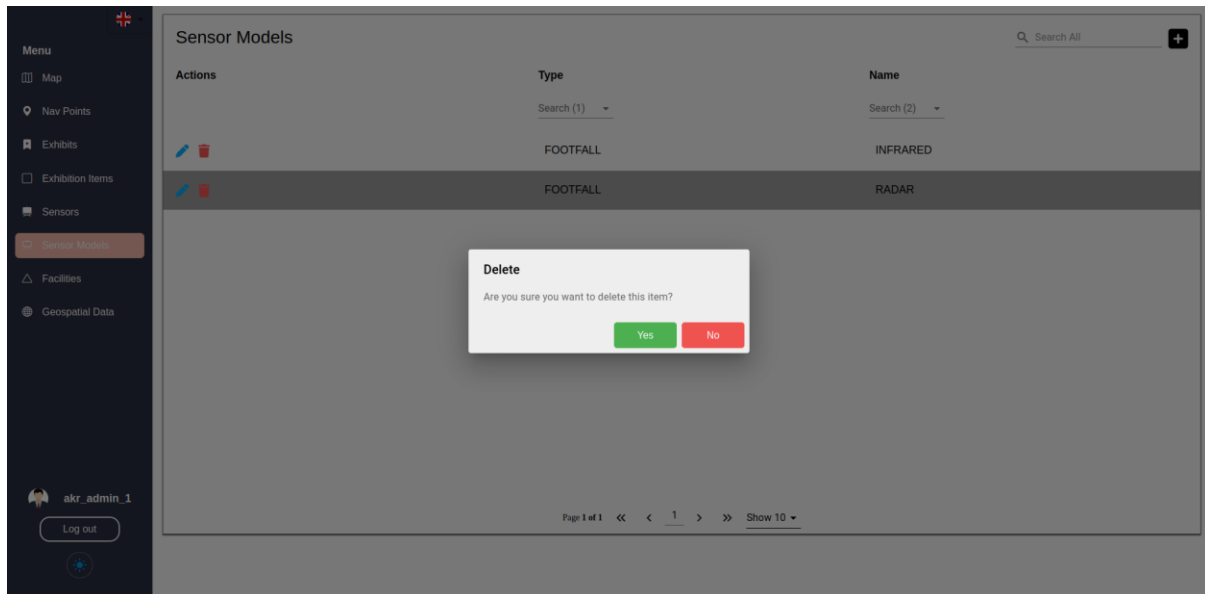 Menu
Map
Nav Points
Exhibits
Exhibition Items
Sensors
Sensor Models
Facilities
Geospatial Data
akr_admin_1
Log out
Sensor Models
Search All
Actions Type Name
Search (1) Search (2)
FOOTFALL INFRARED
FOOTFALL RADAR
Delete
Are you sure you want to delete this item?
Yes No
Page 1 of 1 « ‹ 1 › » Show 10